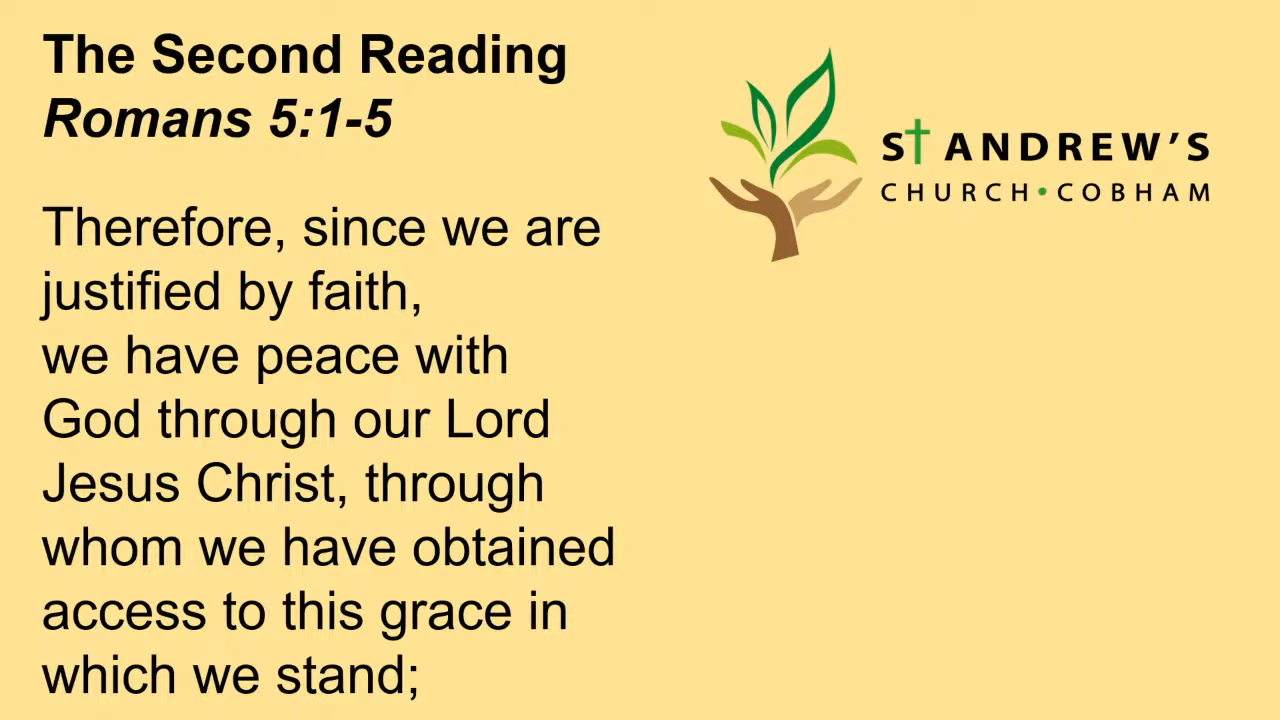 The Second Reading
Romans 5:1-5
Therefore, since we are
justified by faith,
we have peace with
God through our Lord
Jesus Christ, through
whom we have obtained
access to this grace in
which we stand;
ST ANDREW'S
CHURCH•COBHAM